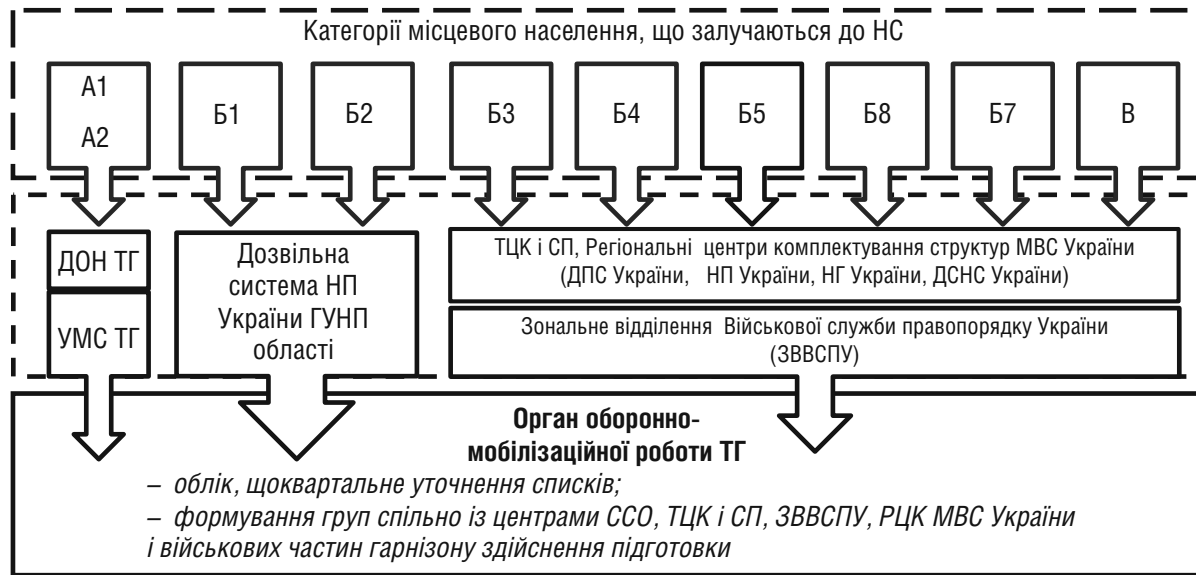 Категорії місцевого населення, що залучаються до НС
А1
А2
Б1
Б2
Б3
Б4
Б5
Б8
Б7
В
ДОН ТГ
УМС ТГ
Дозвільна
система НП
України ГУНП
області
ТЦК і СП, Регіональні центри комплектування структур МВС України
(ДПС України, НП України, НГ України, ДСНС України)
Зональне відділення Військової служби правопорядку України
(ЗВВСПУ)
Орган оборонно-
мобілізаційної роботи ТГ
– облік, щоквартальне уточнення списків;
– формування груп спільно із центрами ССО, ТЦК і СП, ЗВВСПУ, РЦК МВС України
і військових частин гарнізону здійснення підготовки